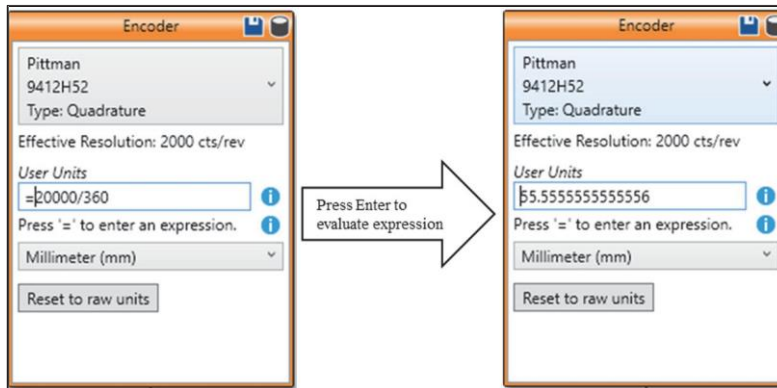 Encoder
Pittman
9412H52
Type: Quadrature
Effective Resolution: 2000 cts/rev
User Units
=20000/360
Press '=' to enter an expression.
Millimeter (mm)
Reset to raw units
Press Enter to
evaluate expression
Encoder
Pittman
9412H52
Type: Quadrature
Effective Resolution: 2000 cts/rev
User Units
55.5555555555556
Press '=' to enter an expression.
Millimeter (mm)
Reset to raw units